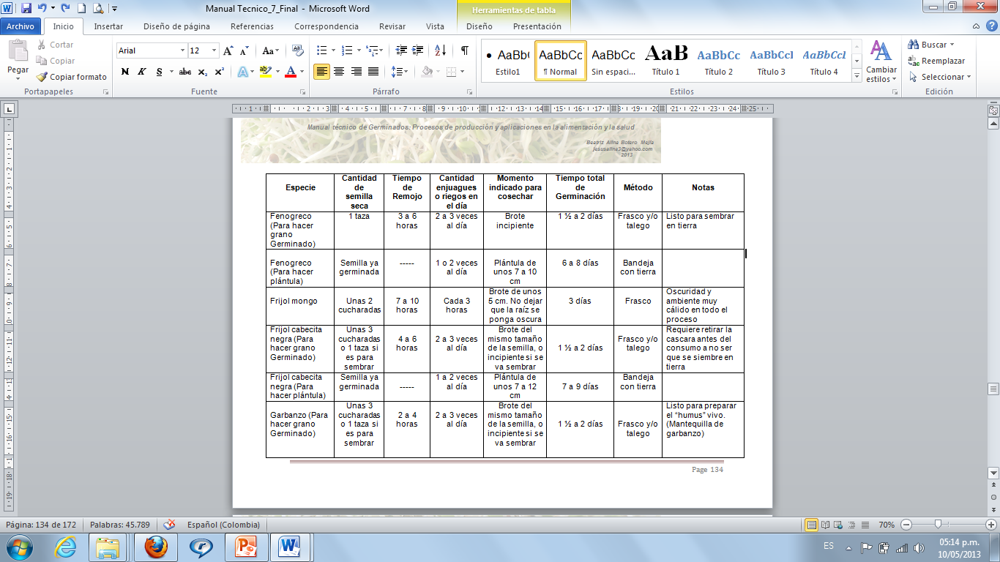 Manual Tecnico_7_Final - Microsoft Word
Herramientas de tabla
Archivo Inicio Insertar Diseño de página Referencias Correspondencia Revisar Vista Diseño Presentación
Pegar
Cortar
Copiar
Copiar formato
Portapapeles
Arial 12
N K S abc x₂ x²
Fuente
Párrafo
AaBbC AaBbCc AaBbCc AaB AaBbCc AaBbCcI AaBbCcI
Estilo1 ¶ Normal Sin espaci... Título 1 Título 2 Título 3 Título 4
Cambiar
estilos
Estilos
Buscar
Reemplazar
Seleccionar
Edición
Manual técnico de Germinados: Procesos de producción y aplicaciones en la alimentación y la salud
Beatriz Alina Botero Mejía
jesusalina3@yahoo.com
2013
Especie
Cantidad
de
semilla
seca
Tiempo
de
Remojo
Cantidad
enjuagues
o riegos en
el día
Momento
indicado para
cosechar
Tiempo total
de
Germinación
Método
Notas
Fenogreco
(Para hacer
grano
Germinado)
1 taza
3 a 6
horas
2 a 3 veces
al día
Brote
incipiente
1 ½ a 2 días
Frasco y/o
talego
Listo para sembrar
en tierra
Fenogreco
(Para hacer
plántula)
Semilla ya
germinada
-----
1 o 2 veces
al día
Plántula de
unos 7 a 10
cm
6 a 8 días
Bandeja
con tierra
Frijol mongo
Unas 2
cucharadas
7 a 10
horas
Cada 3
horas
Brote de unos
5 cm. No dejar
que la raíz se
ponga oscura
3 días
Frasco
Oscuridad y
ambiente muy
cálido en todo el
proceso
Frijol cabecita
negra (Para
hacer grano
Germinado)
Unas 3
cucharadas
o 1 taza si
es para
sembrar
4 a 6
horas
2 a 3 veces
al día
Brote del
mismo tamaño
de la semilla, o
incipiente si se
va sembrar
1 ½ a 2 días
Frasco y/o
talego
Requiere retirar la
cascara antes del
consumo a no ser
que se siembre en
tierra
Frijol cabecita
negra (Para
hacer plántula)
Semilla ya
germinada
-----
1 a 2 veces
al día
Plántula de
unos 7 a 12
cm
7 a 9 días
Bandeja
con tierra
Garbanzo (Para
hacer grano
Germinado)
Unas 3
cucharadas
o 1 taza si
es para
sembrar
2 a 4
horas
2 a 3 veces
al día
Brote del
mismo tamaño
de la semilla, o
incipiente si se
va sembrar
1 ½ a 2 días
Frasco y/o
talego
Listo para preparar
el “humus” vivo.
(Mantequilla de
garbanzo)
Page 134
Página: 134 de 172 Palabras: 45.789 Español (Colombia) 70%
ES
05:14 p.m.
10/05/2013